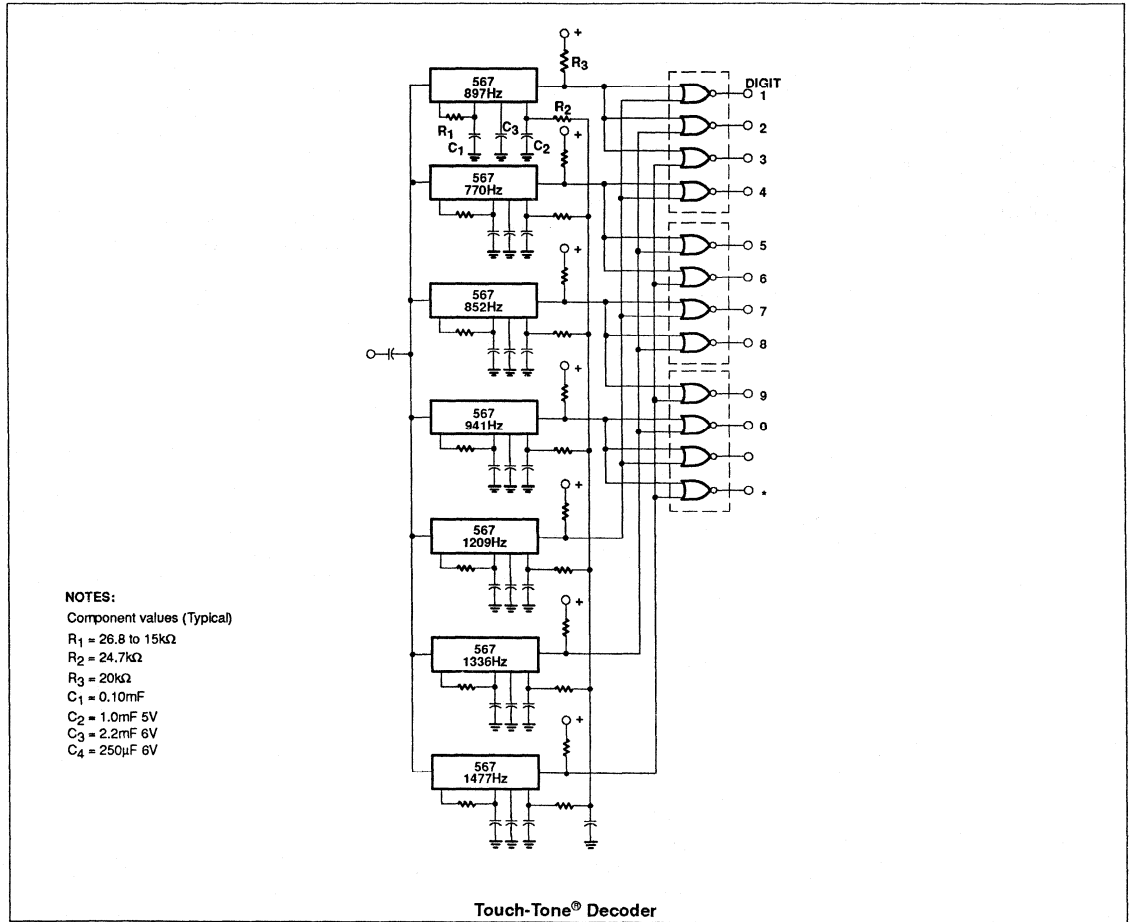 +
R3
567
897Hz
R2
R1
C1
C3
C2
+
DIGIT
1
2
3
4
567
770Hz
+
5
6
7
8
567
852Hz
+
9
0
*
567
941Hz
+
567
1209Hz
+
567
1336Hz
+
567
1477Hz
NOTES:
Component values (Typical)
R1 = 26.8 to 15kΩ
R2 = 24.7kΩ
R3 = 20kΩ
C1 = 0.10mF
C2 = 1.0mF 5V
C3 = 2.2mF 6V
C4 = 250µF 6V
Touch-Tone® Decoder